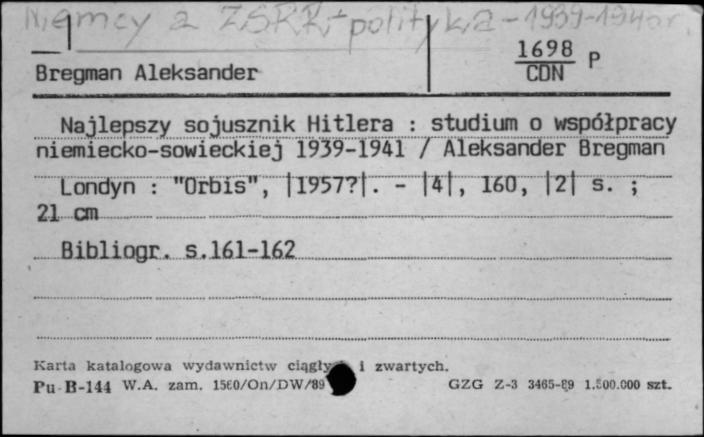 Niemcy a ZSRR - polityka - 1939-1940 r.
1698 P
CDN
Bregman Aleksander
Najlepszy sojusznik Hitlera : studium o współpracy
niemiecko-sowieckiej 1939-1941 / Aleksander Bregman
Londyn : "Orbis", |1957?|. - |4|, 160, |2| s. ;
21 cm
Bibliogr. s.161-162
Karta katalogowa wydawnictw ciągły i zwartych.
Pu-B-144 W.A. zam. 1560/On/DW/89 GZG Z-3 3465-89 1.500.000 szt.